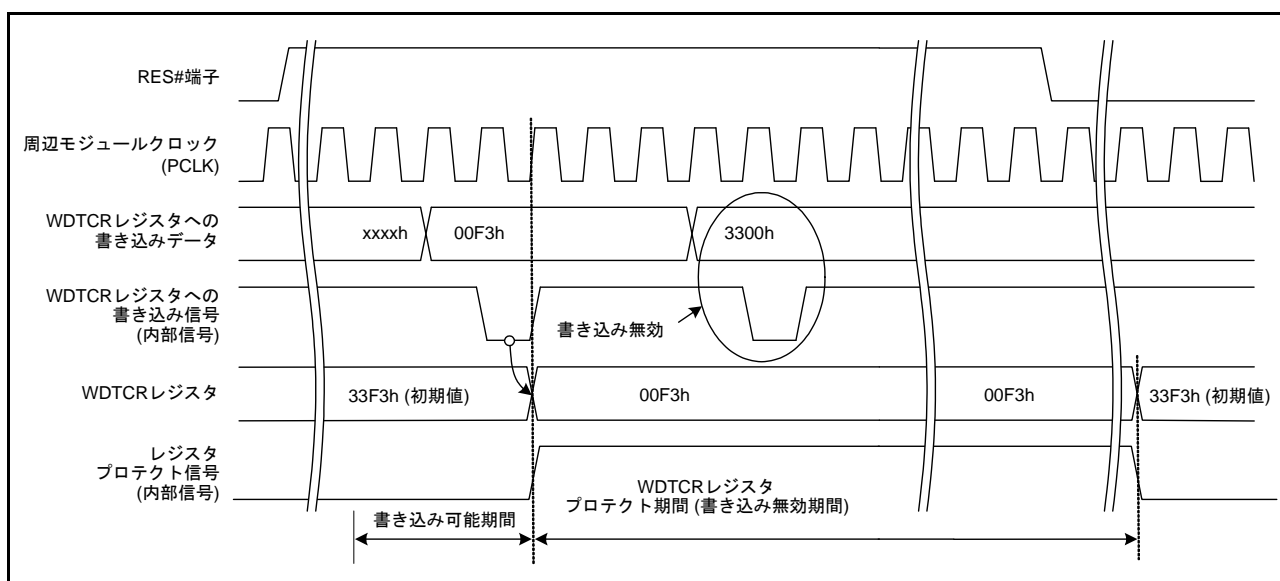 RES#端子
周辺モジュールクロック
(PCLK)
WDTCRレジスタへの
書き込みデータ
xxxxh
00F3h
3300h
WDTCRレジスタへの
書き込み信号
(内部信号)
書き込み無効
WDTCRレジスタ
33F3h (初期値)
00F3h
00F3h
33F3h (初期値)
レジスタ
プロテクト信号
(内部信号)
WDTCRレジスタ
プロテクト期間 (書き込み無効期間)
書き込み可能期間